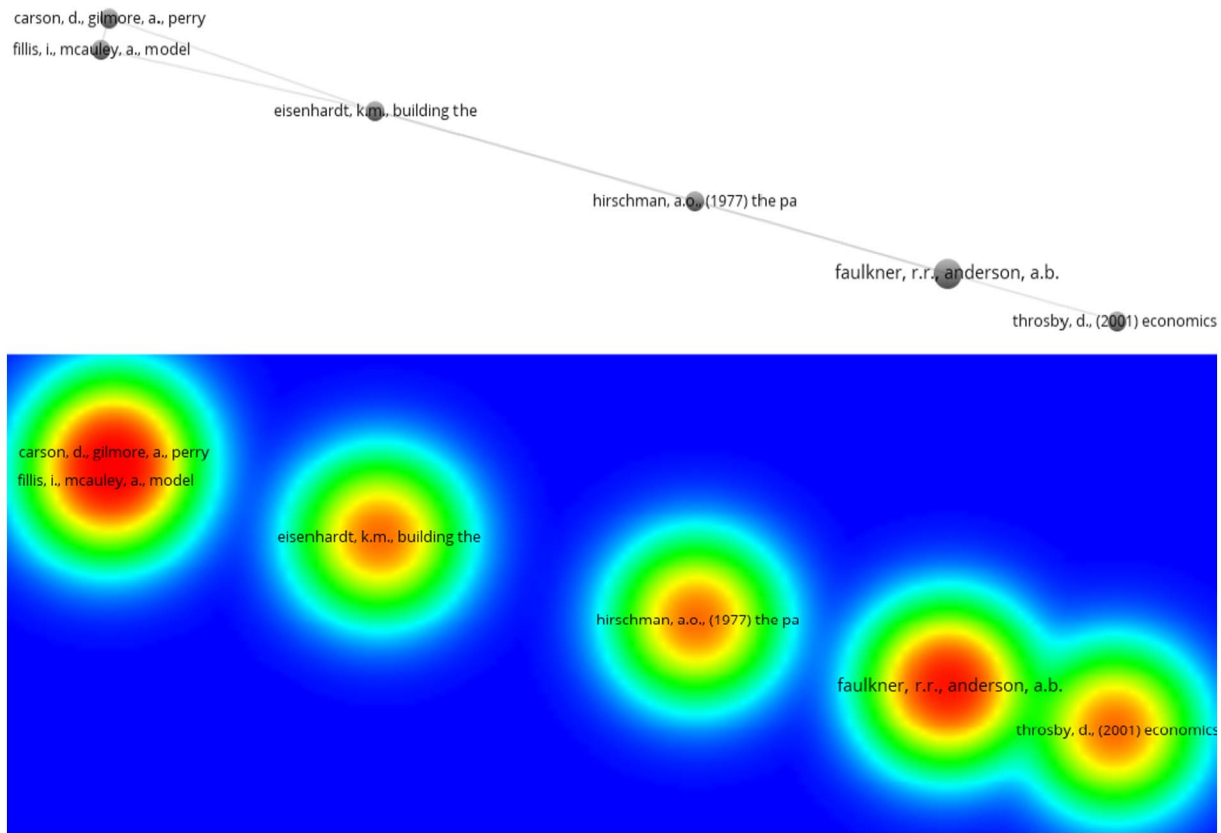 carson, d., gilmore, a., perry
fillis, i., mcauley, a., model
eisenhardt, k.m., building the
hirschman, a.o., (1977) the pa
faulkner, r.r., anderson, a.b.
throsby, d., (2001) economics
carson, d., gilmore, a., perry
fillis, i., mcauley, a., model
eisenhardt, k.m., building the
hirschman, a.o., (1977) the pa
faulkner, r.r., anderson, a.b.
throsby, d., (2001) economics